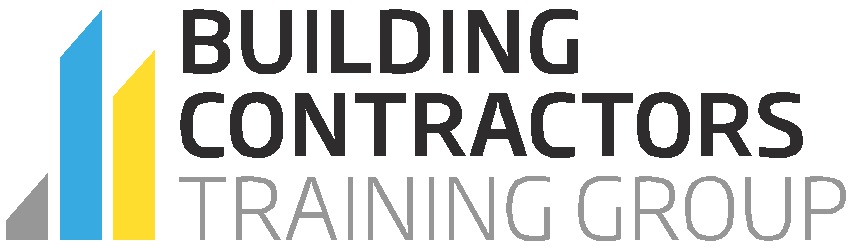 BUILDING
CONTRACTORS
TRAINING GROUP